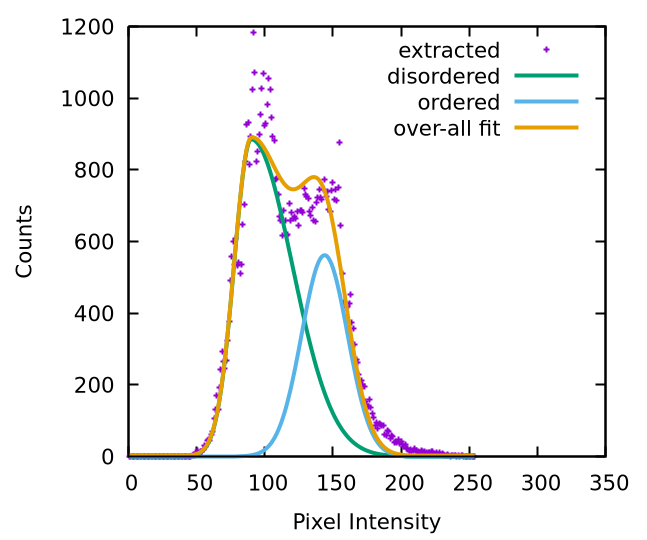 1200
1000
800
600
400
200
0
Counts
extracted
disordered
ordered
over-all fit
0 50 100 150 200 250 300 350
Pixel Intensity